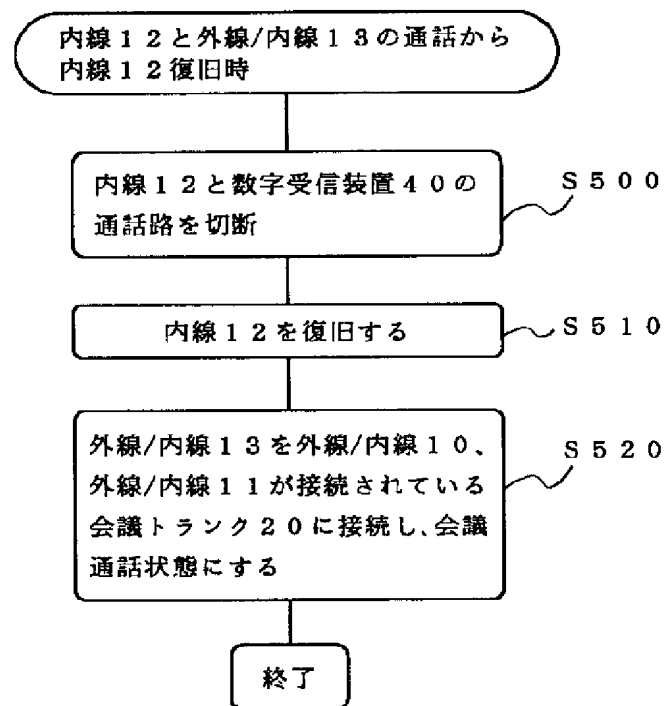 内線１２と外線/内線１３の通話から
内線１２復旧時
内線１２と数字受信装置４０の
通話路を切断
Ｓ５００
内線１２を復旧する
Ｓ５１０
外線/内線１３を外線/内線１０、
外線/内線１１が接続されている
会議トランク２０に接続し、会議
通話状態にする
Ｓ５２０
終了